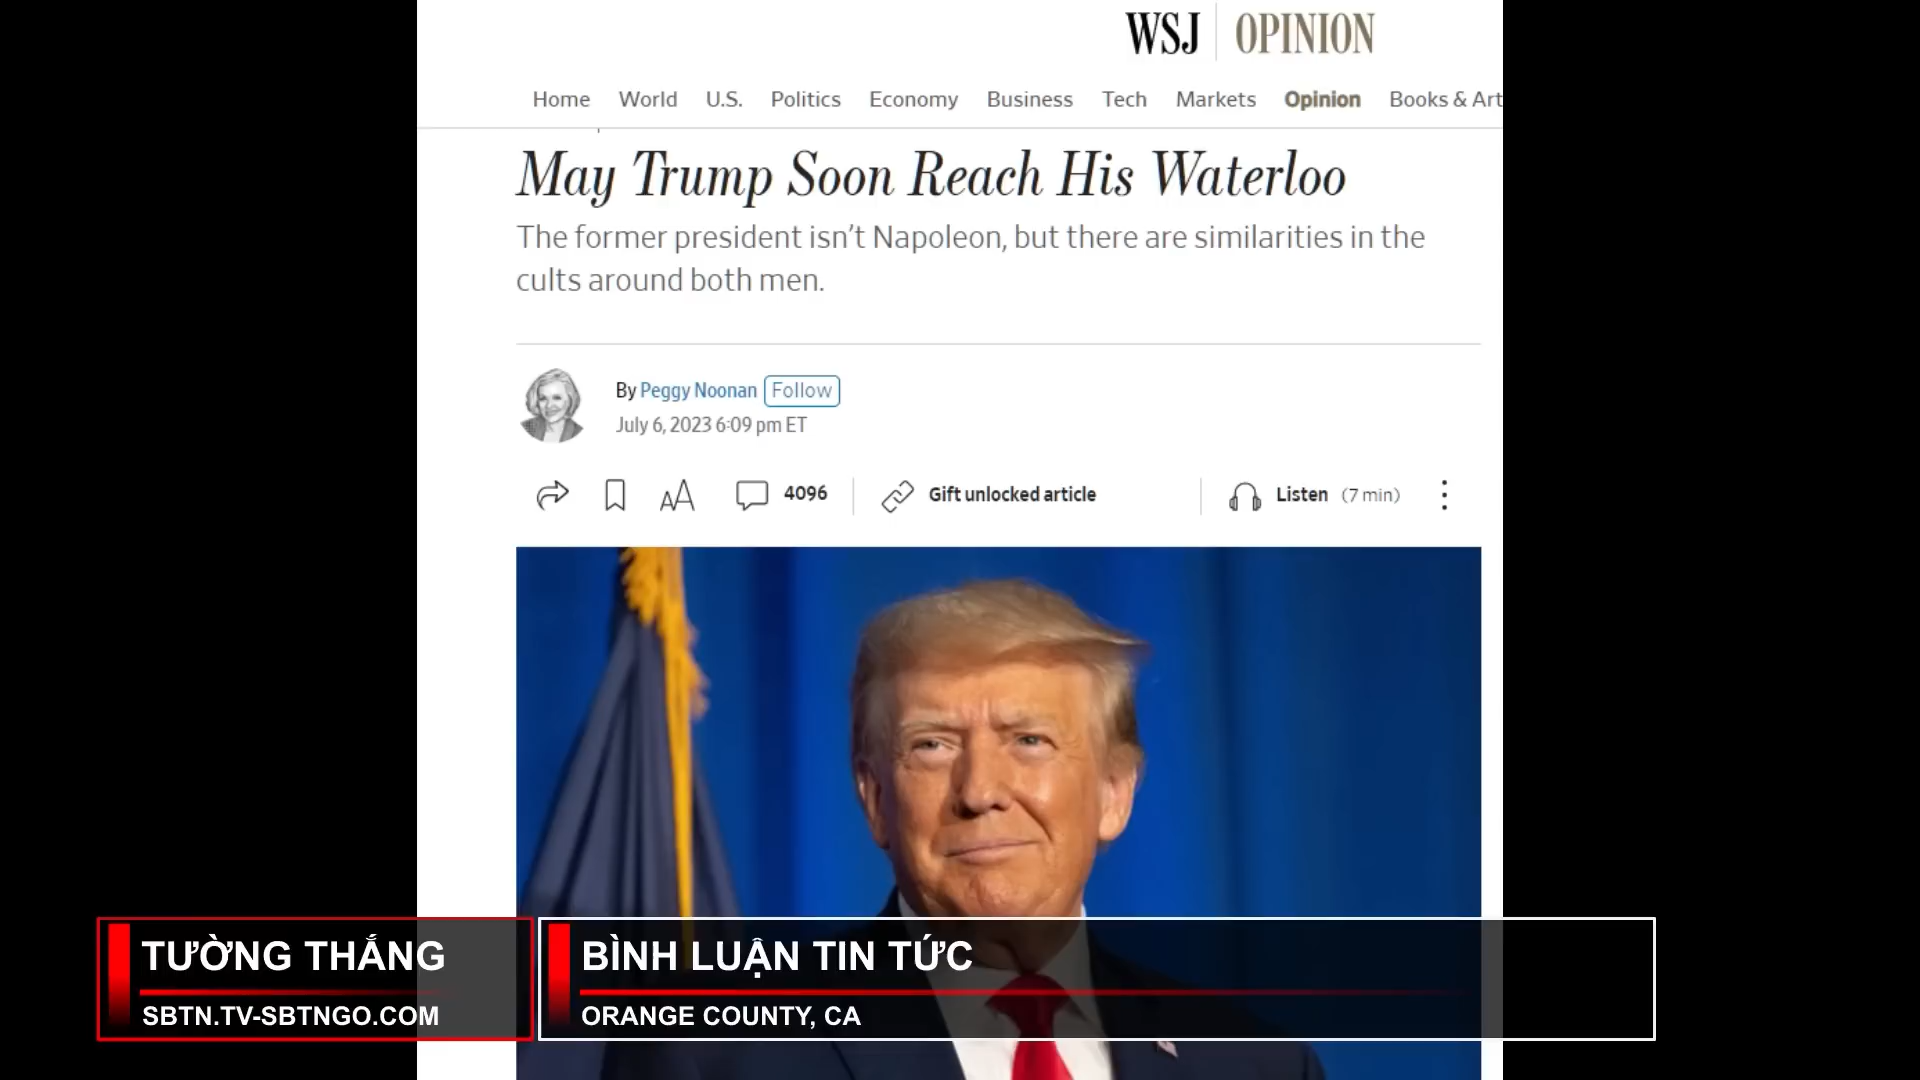 WSJ OPINION
Home World U.S. Politics Economy Business Tech Markets Opinion Books & Art
May Trump Soon Reach His Waterloo
The former president isn't Napoleon, but there are similarities in the
cults around both men.
By Peggy Noonan Follow
July 6, 2023 6:09 pm ET
AA 4096 Gift unlocked article Listen (7 min)
TƯỜNG THẮNG
SBTN.TV-SBTNGO.COM
BÌNH LUẬN TIN TỨC
ORANGE COUNTY, CA